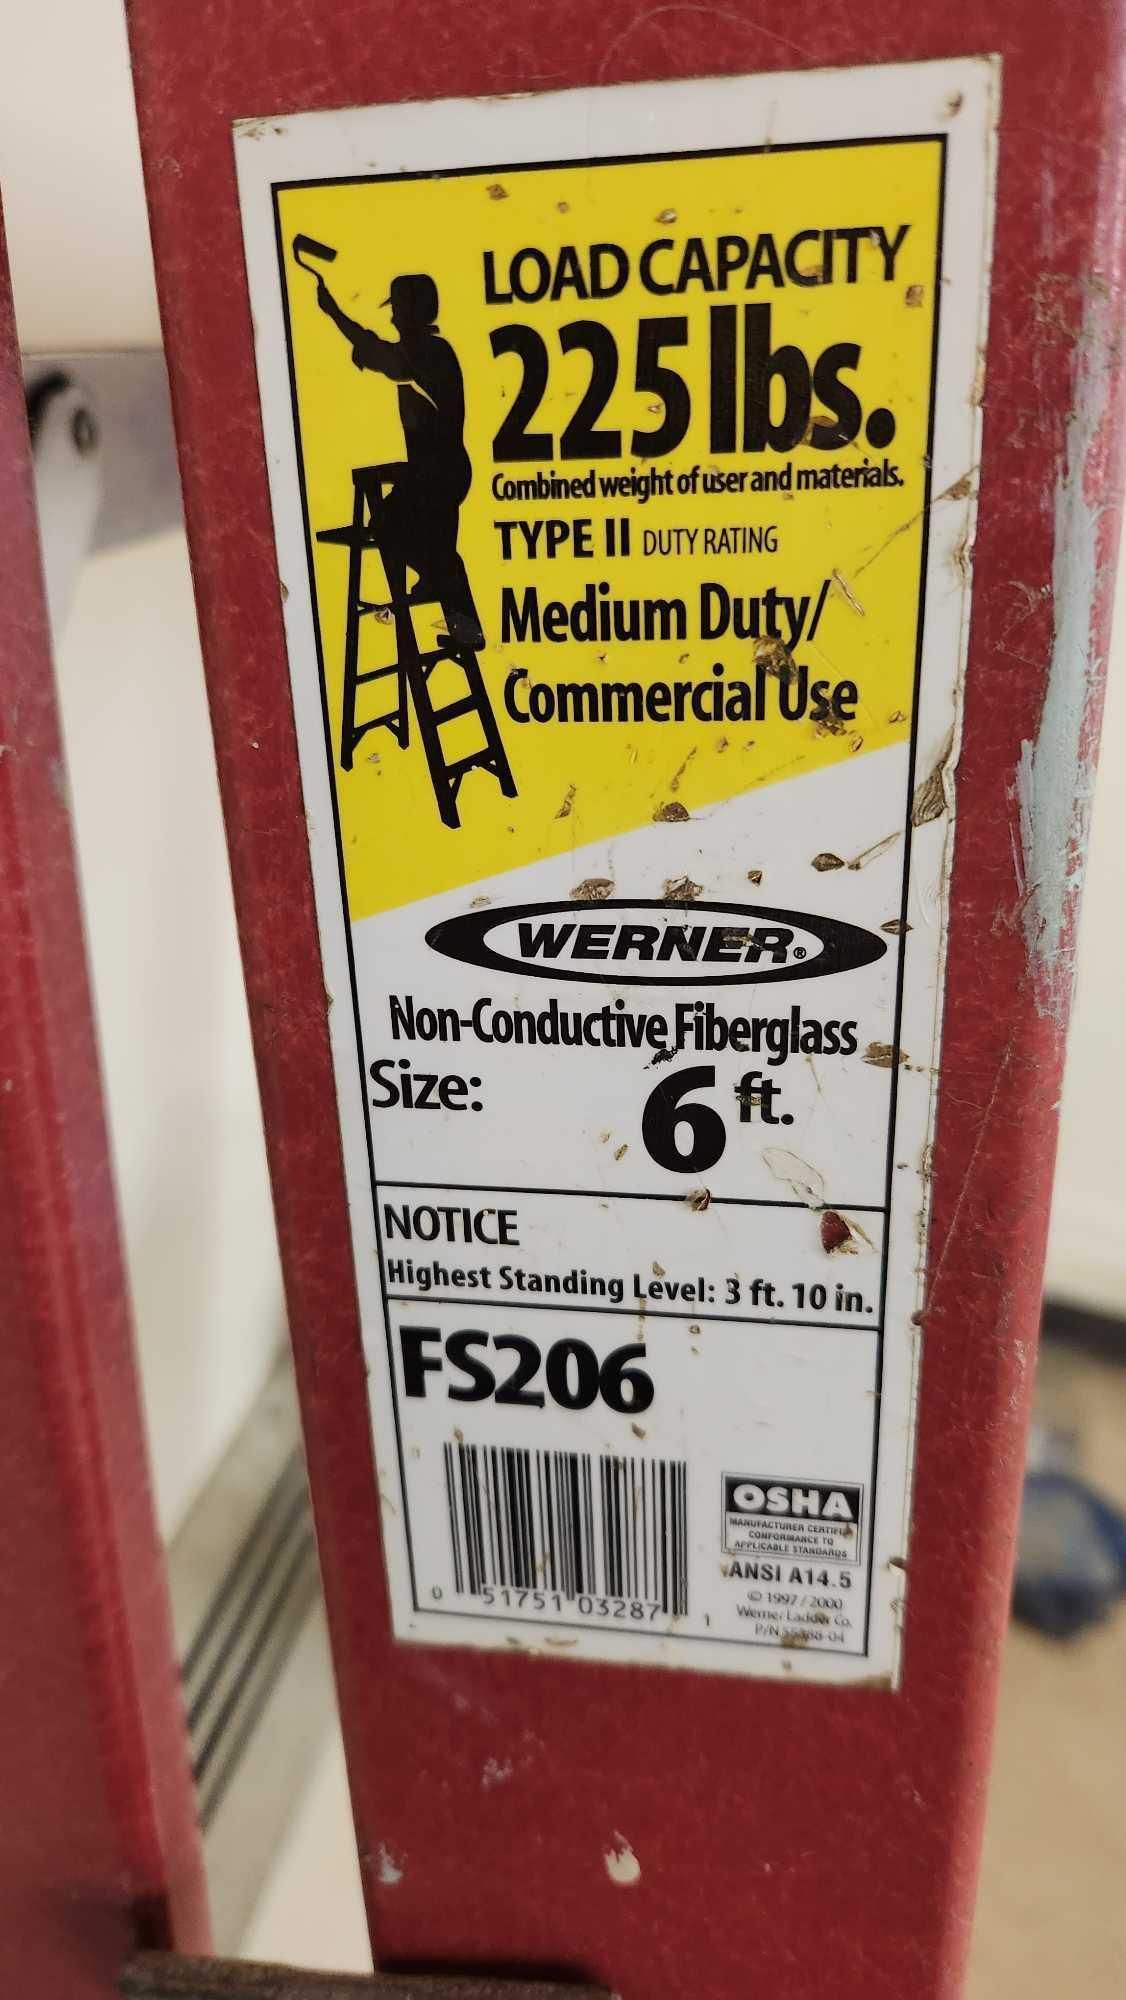 LOAD CAPACITY
225 lbs.
Combined weight of user and materials.
TYPE II DUTY RATING
Medium Duty/
Commercial Use
WERNER®
Non-Conductive Fiberglass
Size: 6 ft.
NOTICE
Highest Standing Level: 3 ft. 10 in.
FS206
0 51751 03287 1
OSHA
MANUFACTURER
CONFORMANCE TO
APPLICABLE STANDARDS
ANSI A14.5
© 1997 / 2000
Werner Ladder Co.
P/N